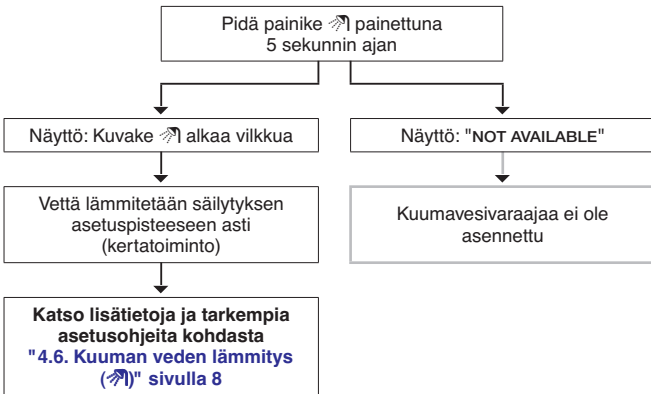 Pidä painike painettuna
5 sekunnin ajan
Näyttö: Kuvake alkaa vilkkua
Näyttö: "NOT AVAILABLE"
Vettä lämmitetään säilytyksen
asetuspisteeseen asti
(kertatoiminto)
Kuumavesivaraajaa ei ole
asennettu
Katso lisätietoja ja tarkempia
asetusohjeita kohdasta
"4.6. Kuuman veden lämmitys
()" sivulla 8